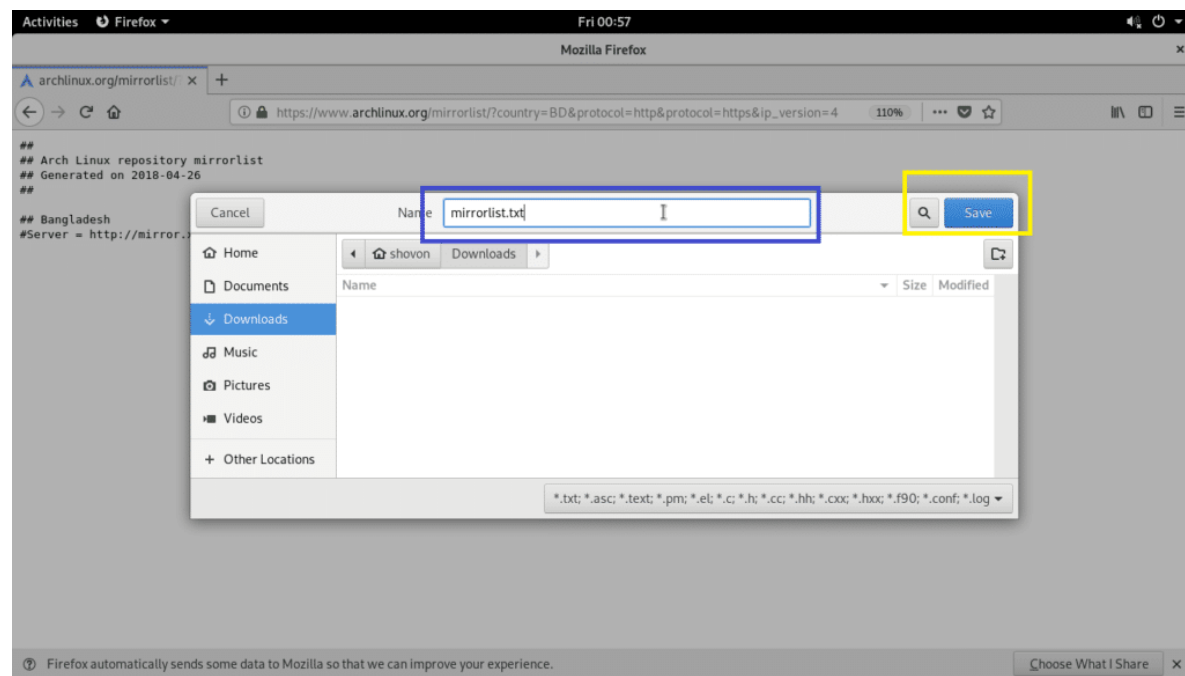 Activities Firefox Fri 00:57
Mozilla Firefox
archlinux.org/mirrorlist/
https://www.archlinux.org/mirrorlist/?country=BD&protocol=http&protocol=https&ip_version=4 110%
##
## Arch Linux repository mirrorlist
## Generated on 2018-04-26
##
## Bangladesh
#Server = http://mirror.
Cancel Name mirrorlist.txt Save
Home
shovon Downloads
Documents
Name Size Modified
Downloads
Music
Pictures
Videos
+ Other Locations
*.txt; *.asc; *.text; *.pm; *.el; *.c; *.h; *.cc; *.hh; *.cxx; *.hxx; *.f90; *.conf; *.log
Firefox automatically sends some data to Mozilla so that we can improve your experience. Choose What I Share